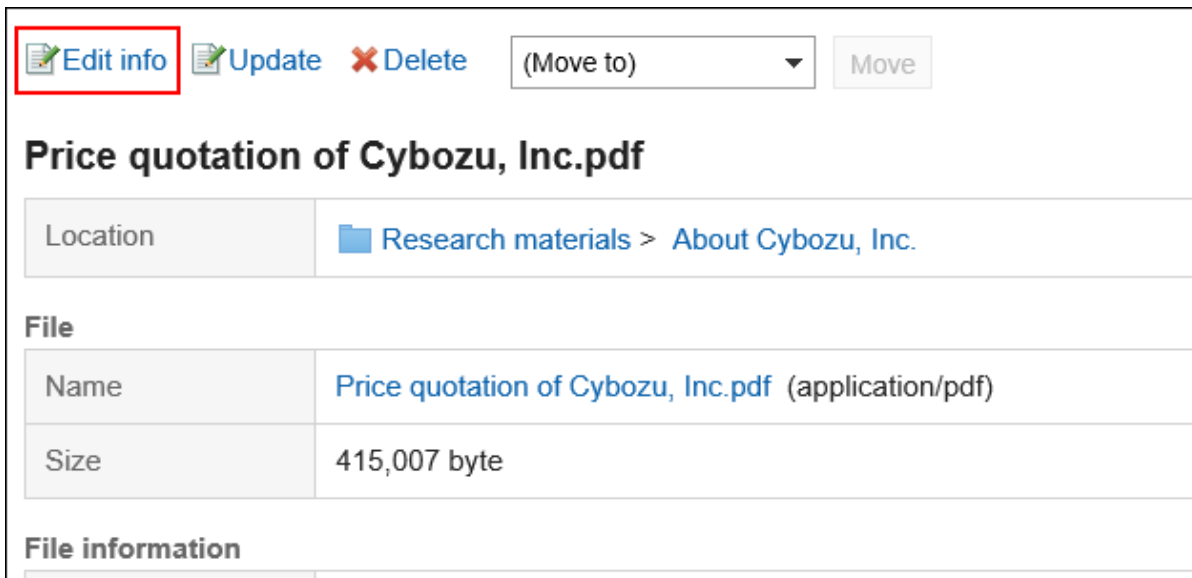 Edit info Update Delete (Move to) Move
Price quotation of Cybozu, Inc.pdf
Location Research materials > About Cybozu, Inc.
File
Name Price quotation of Cybozu, Inc.pdf (application/pdf)
Size 415,007 byte
File information